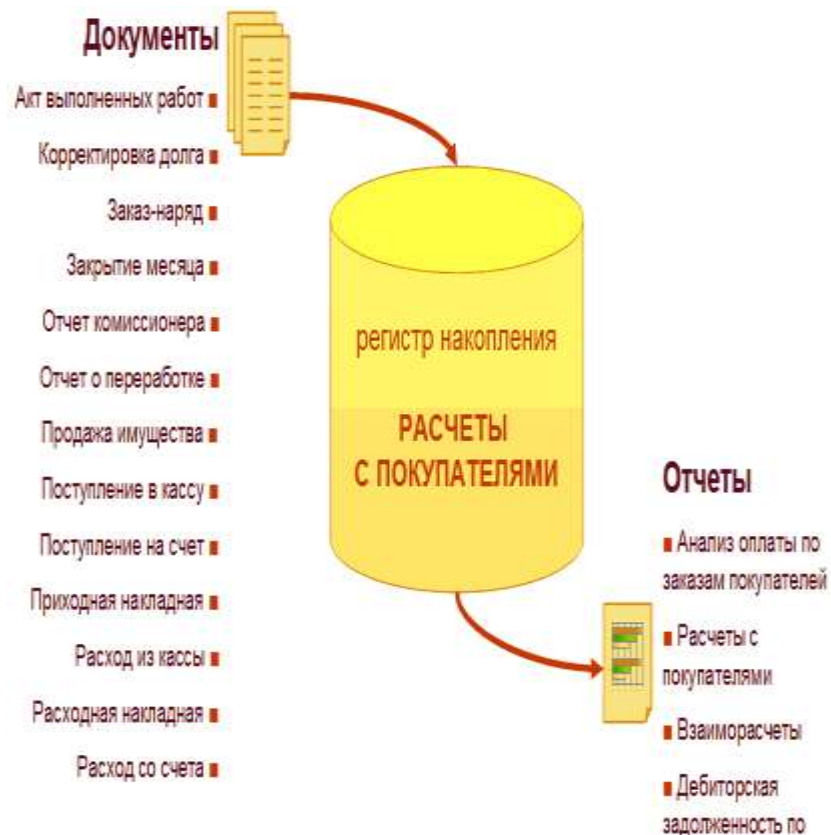 Документы
Акт выполненных работ
Корректировка долга
Заказ-наряд
Закрытие месяца
Отчет комиссионера
Отчет о переработке
Продажа имущества
Поступление в кассу
Поступление на счет
Приходная накладная
Расход из кассы
Расходная накладная
Расход со счета
регистр накопления
РАСЧЕТЫ
С ПОКУПАТЕЛЯМИ
Отчеты
Анализ оплаты по
заказам покупателей
Расчеты с
покупателями
Взаиморасчеты
Дебиторская
задолженность по